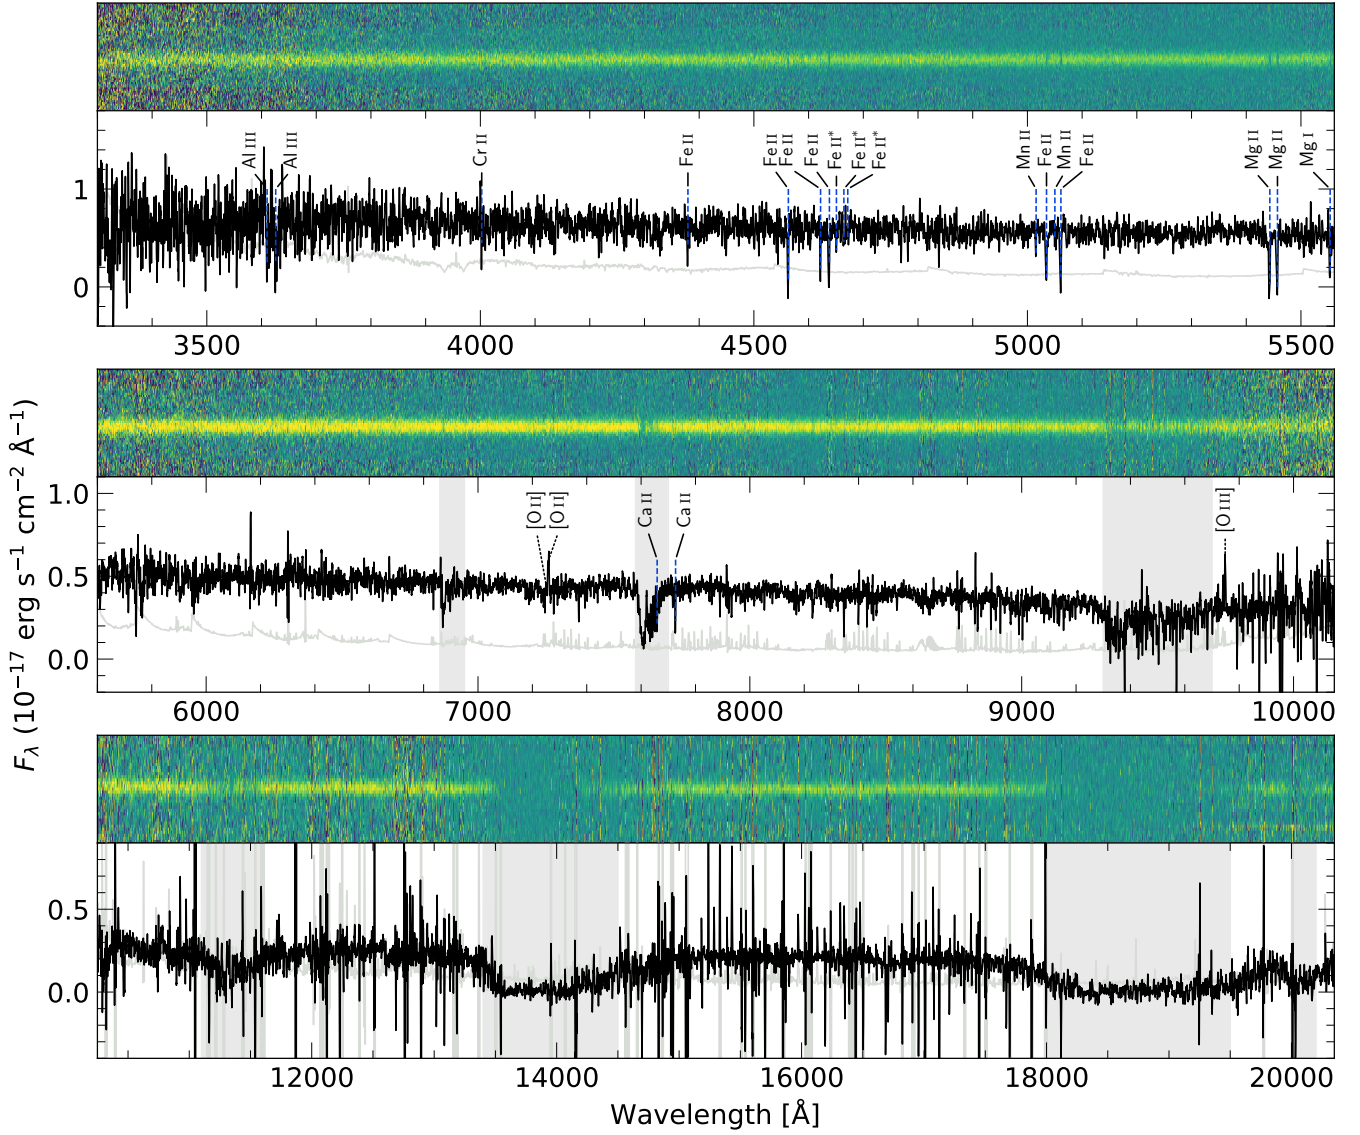 Al III
Al III
Cr II
Fe II
Fe II
Fe II
Fe II
Fe II*
Fe II*
Fe II*
Mn II
Fe II
Mn II
Fe II
Mg II
Mg II
Mg I
1
0
3500 4000 4500 5000 5500
[O II]
[O II]
Ca II
Ca II
[O III]
1.0
0.5
0.0
6000 7000 8000 9000 10000
0.5
0.0
12000 14000 16000 18000 20000
Fλ (10⁻¹⁷ erg s⁻¹ cm⁻² Å⁻¹)
Wavelength [Å]